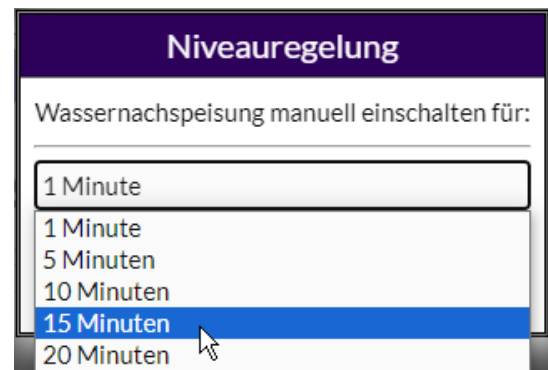 Niveauregelung
Wassernachspeisung manuell einschalten für:
1 Minute
1 Minute
5 Minuten
10 Minuten
15 Minuten
20 Minuten